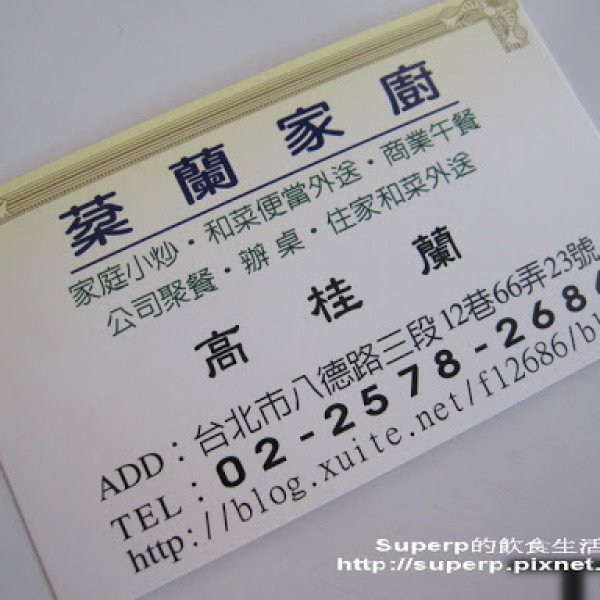 蔡蘭家廚
家庭小炒‧和菜便當外送‧商業午餐
公司聚餐‧辦桌‧住家和菜外送
高桂蘭
ADD：台北市八德路三段12巷66弄23號
TEL：02-2578-2686
http://blog.xuite.net/f12686/bl
Superp的飲食生活
http://superp.pixnet.